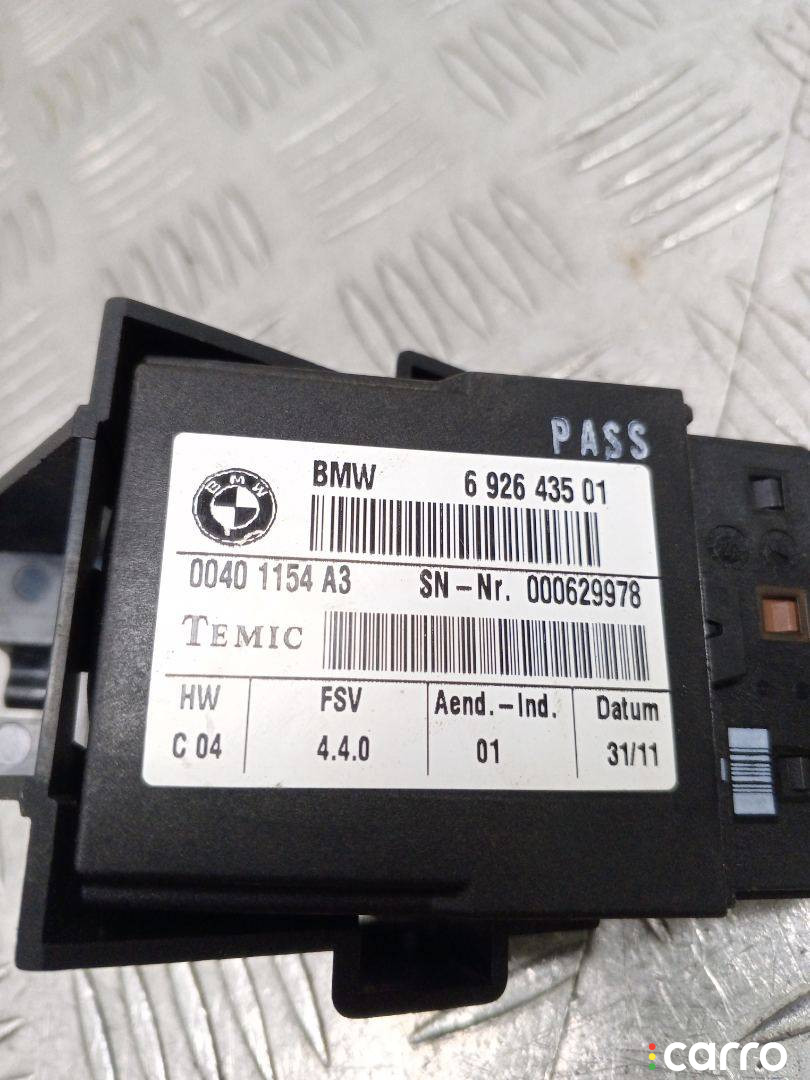 PASS
BMW
BMW 6 926 435 01
0040 1154 A3 SN-Nr. 000629978
TEMIC
HW FSV Aend.-Ind. Datum
C 04 4.4.0 01 31/11
carro